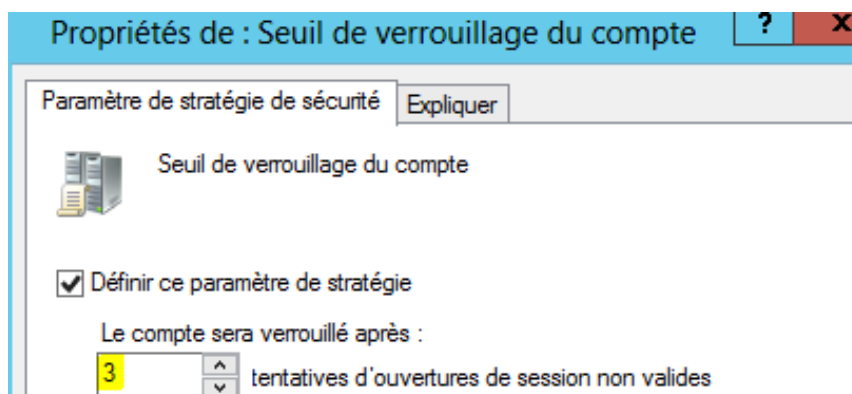 Propriétés de : Seuil de verrouillage du compte ? x
Paramètre de stratégie de sécurité Expliquer
Seuil de verrouillage du compte
Définir ce paramètre de stratégie
Le compte sera verrouillé après :
3 tentatives d'ouvertures de session non valides